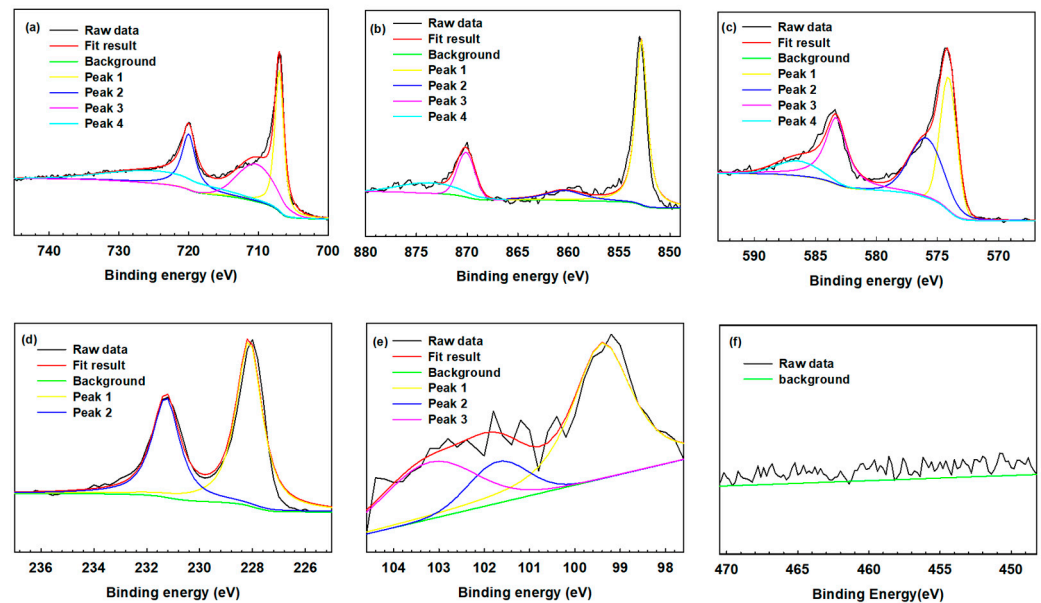 (a)
Raw data
Fit result
Background
Peak 1
Peak 2
Peak 3
Peak 4
740 730 720 710 700
Binding energy (eV)
(b)
Raw data
Fit result
Background
Peak 1
Peak 2
Peak 3
Peak 4
880 875 870 865 860 855 850
Binding energy (eV)
(c)
Raw data
Fit result
Background
Peak 1
Peak 2
Peak 3
Peak 4
590 585 580 575 570
Binding energy (eV)
(d)
Raw data
Fit result
Background
Peak 1
Peak 2
236 234 232 230 228 226
Binding energy (eV)
(e)
Raw data
Fit result
Background
Peak 1
Peak 2
Peak 3
104 103 102 101 100 99 98
Binding energy (eV)
(f)
Raw data
background
470 465 460 455 450
Binding Energy(eV)